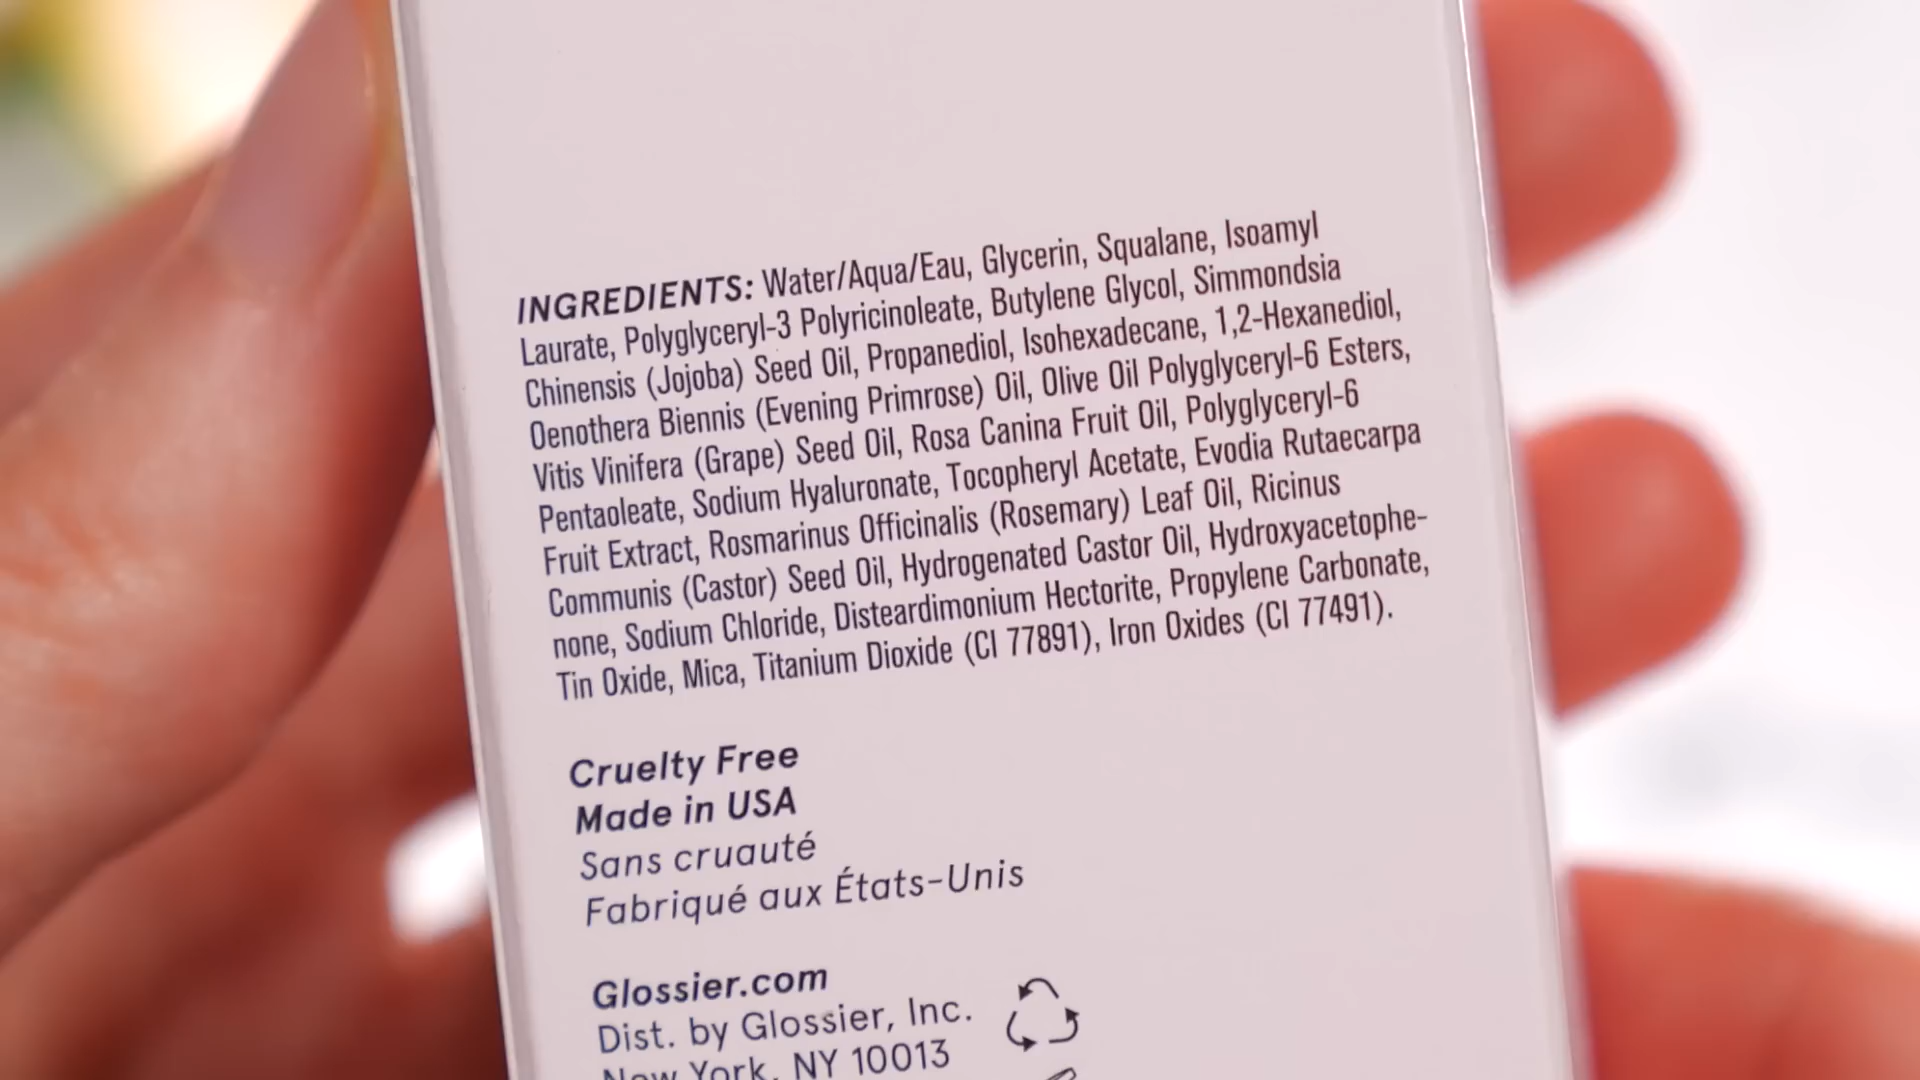 INGREDIENTS: Water/Aqua/Eau, Glycerin, Squalane, Isoamyl
Laurate, Polyglyceryl-3 Polyricinoleate, Butylene Glycol, Simmondsia
Chinensis (Jojoba) Seed Oil, Propanediol, Isohexadecane, 1,2-Hexanediol,
Oenothera Biennis (Evening Primrose) Oil, Olive Oil Polyglyceryl-6 Esters,
Vitis Vinifera (Grape) Seed Oil, Rosa Canina Fruit Oil, Polyglyceryl-6
Pentaoleate, Sodium Hyaluronate, Tocopheryl Acetate, Evodia Rutaecarpa
Fruit Extract, Rosmarinus Officinalis (Rosemary) Leaf Oil, Ricinus
Communis (Castor) Seed Oil, Hydrogenated Castor Oil, Hydroxyacetophe-
none, Sodium Chloride, Disteardimonium Hectorite, Propylene Carbonate,
Tin Oxide, Mica, Titanium Dioxide (CI 77891), Iron Oxides (CI 77491).
Cruelty Free
Made in USA
Sans cruauté
Fabriqué aux États-Unis
Glossier.com
Dist. by Glossier, Inc.
New York, NY 10013